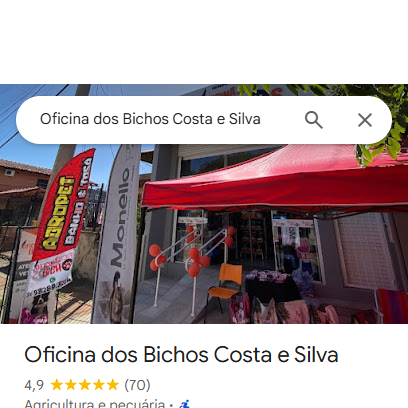 Oficina dos Bichos Costa e Silva
AGROPET
BANHO & TOSA
Monello
Oficina dos Bichos Costa e Silva
4,9 (70)
Agricultura e pecuária ·